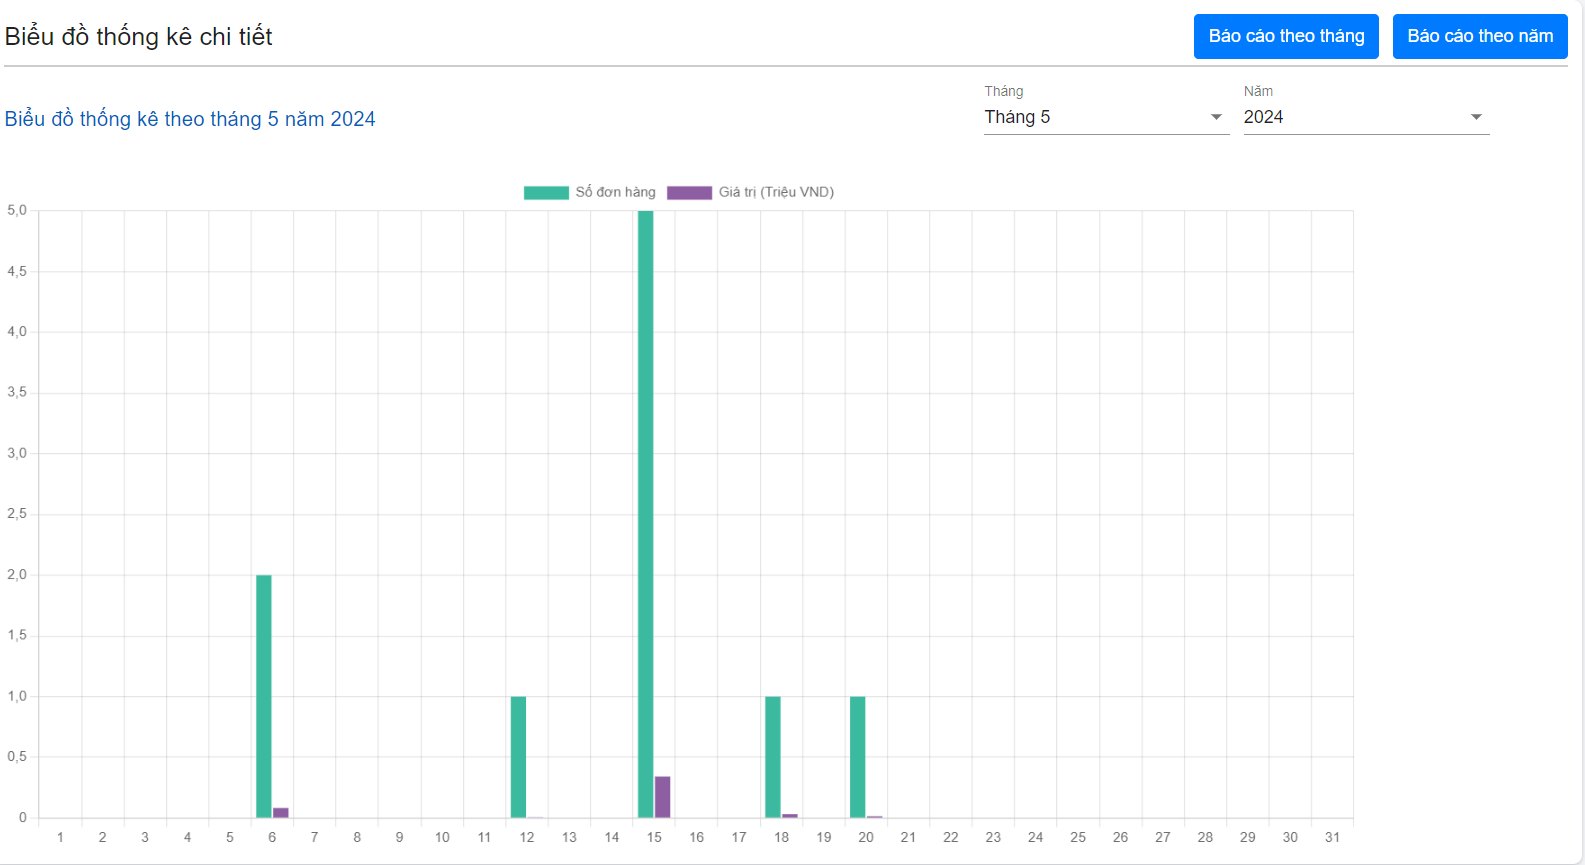 Biểu đồ thống kê chi tiết
Báo cáo theo tháng
Báo cáo theo năm
Biểu đồ thống kê theo tháng 5 năm 2024
Tháng
Tháng 5
Năm
2024
Số đơn hàng
Giá trị (Triệu VND)
5,0
4,5
4,0
3,5
3,0
2,5
2,0
1,5
1,0
0,5
0
1 2 3 4 5 6 7 8 9 10 11 12 13 14 15 16 17 18 19 20 21 22 23 24 25 26 27 28 29 30 31